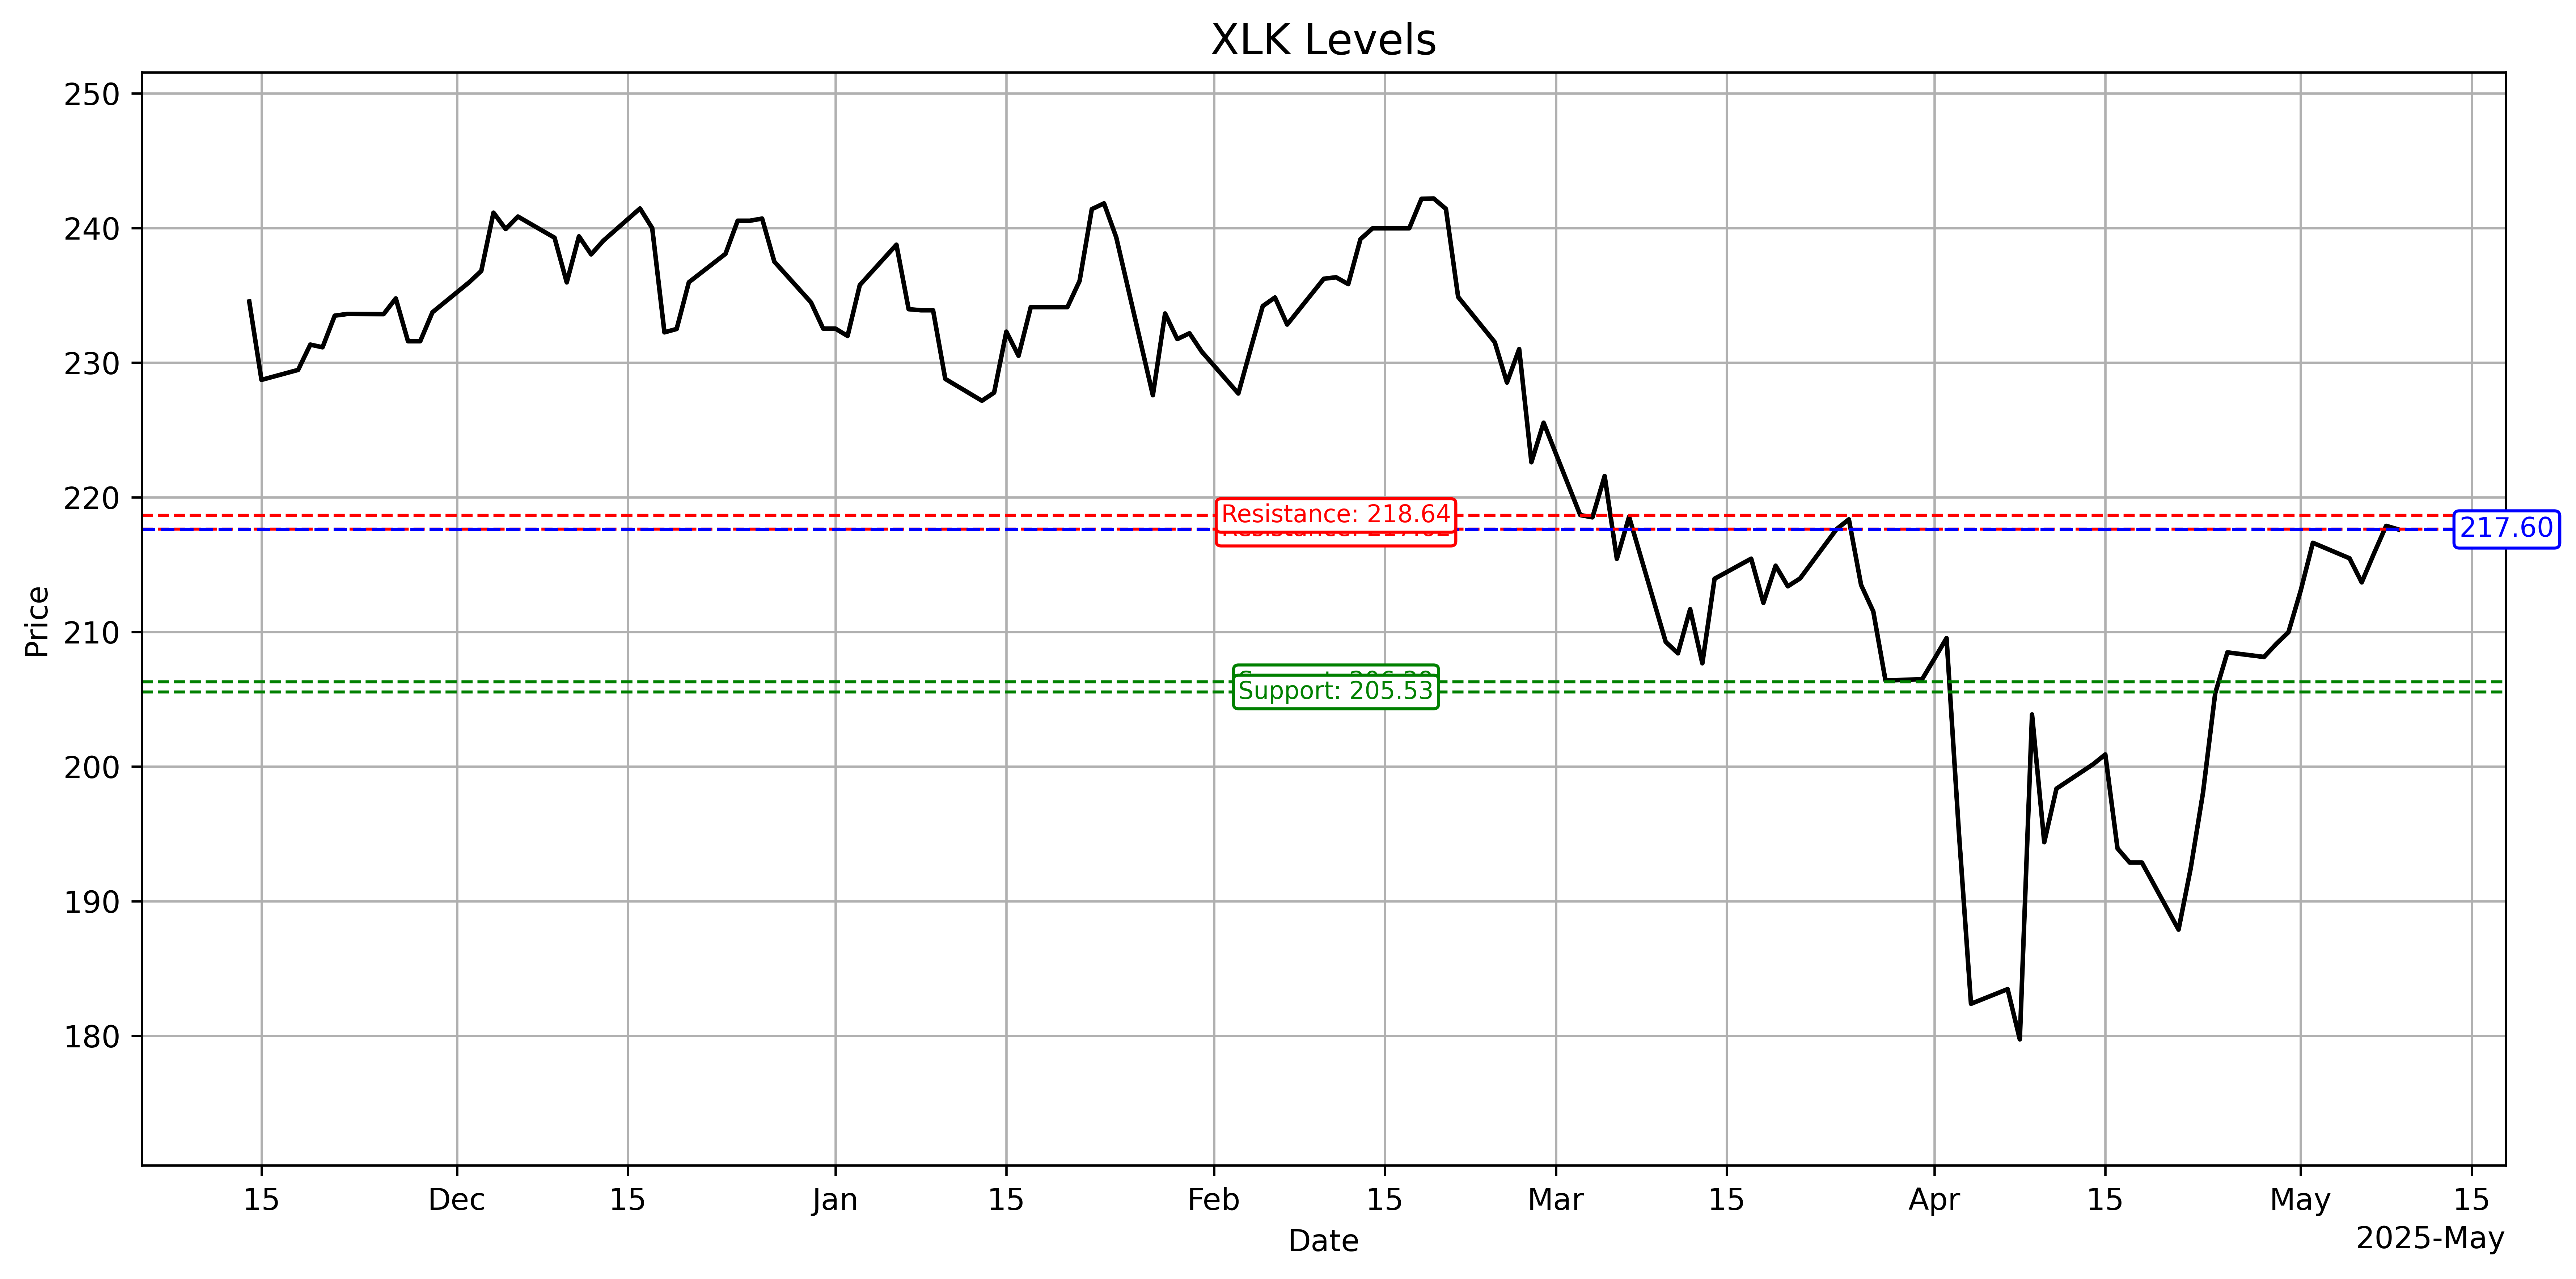 XLK Levels
250
240
230
220
210
200
190
180
Price
Resistance: 218.64
217.60
Support: 205.53
15
Dec
15
Jan
15
Feb
15
Mar
15
Apr
15
May
15
Date
2025-May